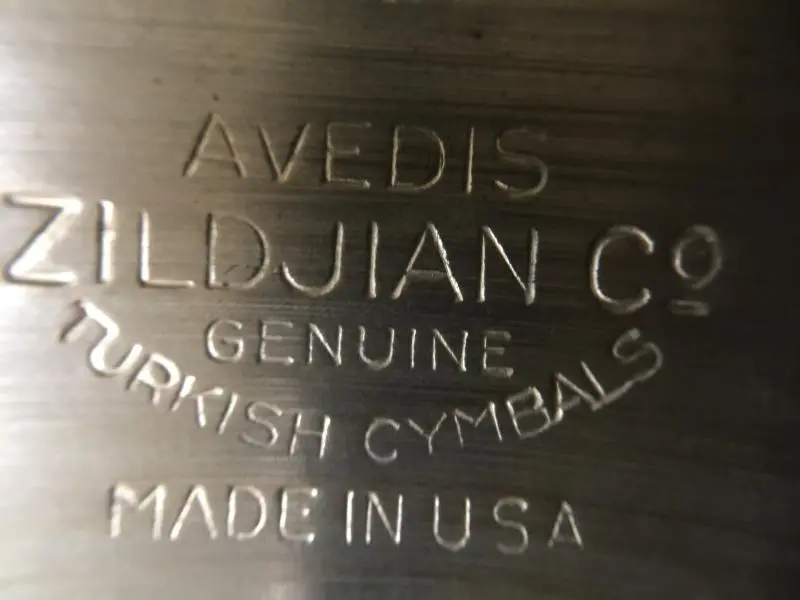 AVEDIS
ZILDJIAN Cº
GENUINE
TURKISH CYMBALS
MADE IN USA